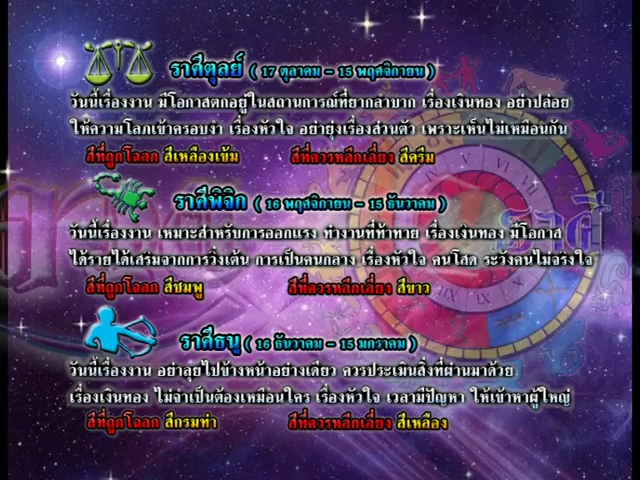 ราศีตุลย์ ( 17 ตุลาคม - 15 พฤศจิกายน )
วันนี้เรื่องงาน มีโอกาสตกอยู่ในสถานการณ์ที่ยากลำบาก เรื่องเงินทอง อย่าปล่อย
ให้ความโลภเข้าครอบงำ เรื่องหัวใจ อย่ายุ่งเรื่องส่วนตัว เพราะเห็นไม่เหมือนกัน
สีที่ถูกโฉลก สีเหลืองเข้ม สีที่ควรหลีกเลี่ยง สีครีม
ราศีพิจิก ( 16 พฤศจิกายน - 15 ธันวาคม )
วันนี้เรื่องงาน เหมาะสำหรับการออกแรง ทำงานที่ท้าทาย เรื่องเงินทอง มีโอกาส
ได้รายได้เสริมจากการวิ่งเต้น การเป็นคนกลาง เรื่องหัวใจ คนโสด ระวังคนไม่จริงใจ
สีที่ถูกโฉลก สีชมพู สีที่ควรหลีกเลี่ยง สีขาว
ราศีธนู ( 16 ธันวาคม - 15 มกราคม )
วันนี้เรื่องงาน อย่าลุยไปข้างหน้าอย่างเดียว ควรประเมินสิ่งที่ผ่านมาด้วย
เรื่องเงินทอง ไม่จำเป็นต้องเหมือนใคร เรื่องหัวใจ เวลามีปัญหา ให้เข้าหาผู้ใหญ่
สีที่ถูกโฉลก สีกรมท่า สีที่ควรหลีกเลี่ยง สีเหลือง